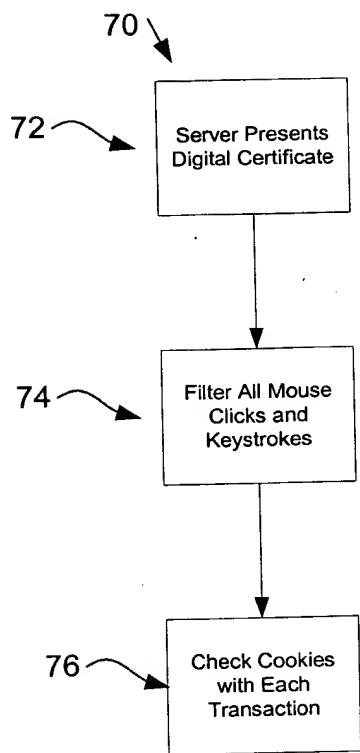 70
72
Server Presents
Digital Certificate
74
Filter All Mouse
Clicks and
Keystrokes
76
Check Cookies
with Each
Transaction